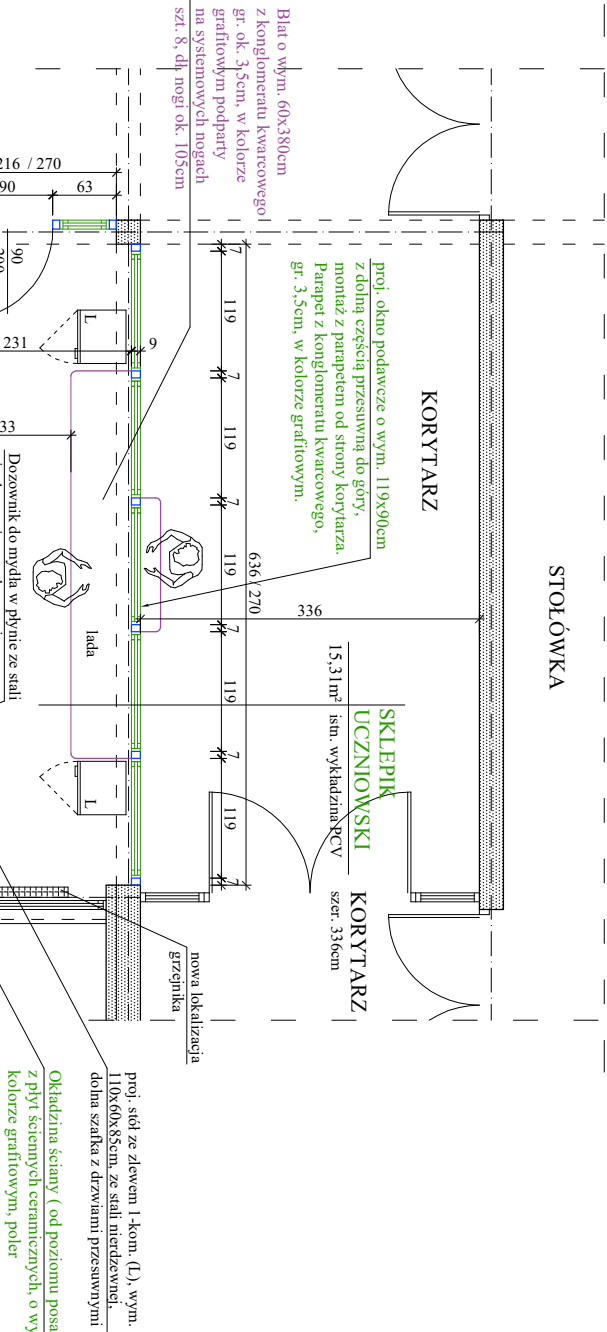 STOŁÓWKA
KORYTARZ
proj. okno podawcze o wym. 119x90cm
z dolną częścią przesuwną do góry,
montaż z parapetem od strony korytarza.
Parapet z konglomeratu kwarcowego,
gr. 3,5cm, w kolorze grafitowym.
Blat o wym. 60x380cm
z konglomeratu kwarcowego
gr. ok. 3,5cm, w kolorze
grafitowym podparty
na systemowych nogach
szt. 8, dł. nogi ok. 105cm
SKLEPIK
UCZNIOWSKI
15,31m² istn. wykładzina PCV
KORYTARZ
szer. 336cm
336
636 / 270
7 119 7 119 7 119 7 119 7 119 7
9
216 / 270
90 63
90
231
33
L
L
lada
Dozownik do mydła w płynie ze stali
nowa lokalizacja
grzejnika
proj. stół ze zlewem 1-kom. (L), wym.
110x60x85cm, ze stali nierdzewnej,
dolna szafka z drzwiami przesuwnymi
Okładzina ściany ( od poziomu posa
z płyt ściennych ceramicznych, o wy
kolorze grafitowym, poler